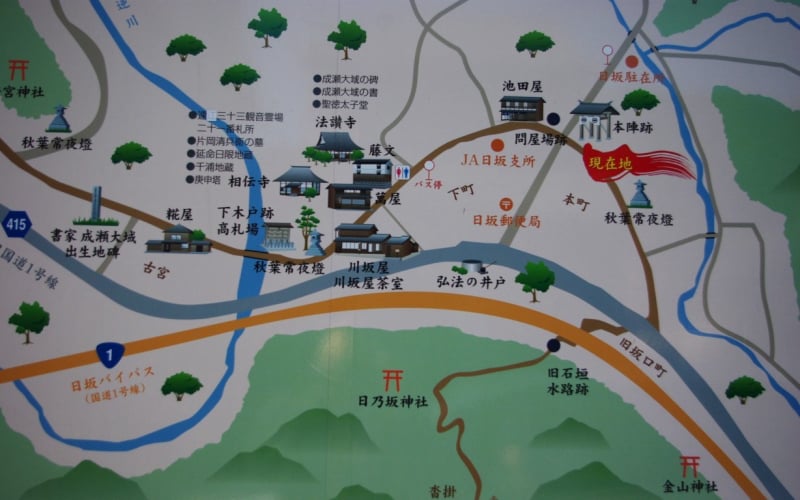 逆川
宮神社
秋葉常夜燈
三十三観音霊場
二十一番札所
●片岡清兵衛の墓
●延命日限地蔵
●千浦地蔵
●庚申塔
相伝寺
●成瀬大域の碑
●成瀬大域の書
●聖徳太子堂
法讃寺
藤文
萬屋
バス停
池田屋
問屋場跡
日坂駐在所
本陣跡
JA日坂支所
現在地
下町
本町
日坂郵便局
秋葉常夜燈
415
国道1号線
書家 成瀬大域
出生地碑
糀屋
古宮
下木戸跡
高札場
秋葉常夜燈
川坂屋
川坂屋茶室
弘法の井戸
1
日坂バイパス
(国道1号線)
旧坂口町
旧石垣
水路跡
日乃坂神社
沓掛
金山神社